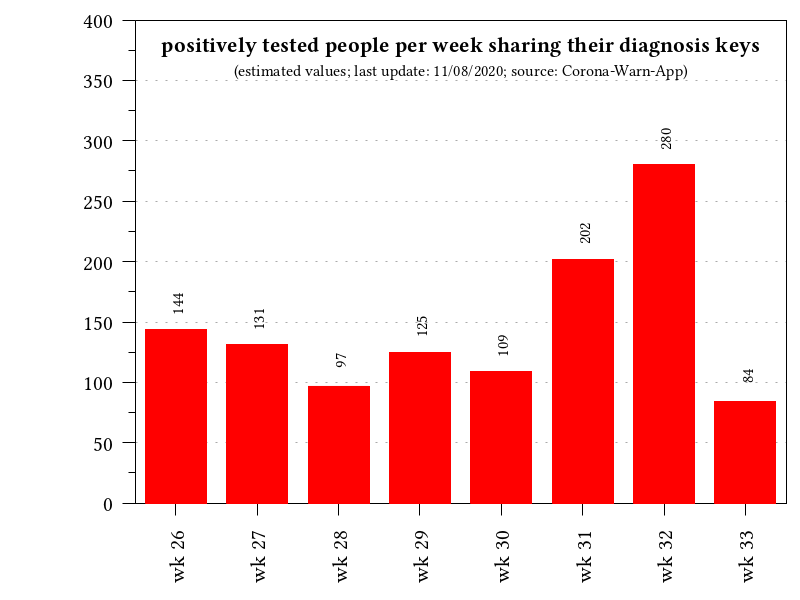 positively tested people per week sharing their diagnosis keys
(estimated values; last update: 11/08/2020; source: Corona-Warn-App)
400
350
300
250
200
150
100
50
0
144
131
97
125
109
202
280
84
wk 26
wk 27
wk 28
wk 29
wk 30
wk 31
wk 32
wk 33